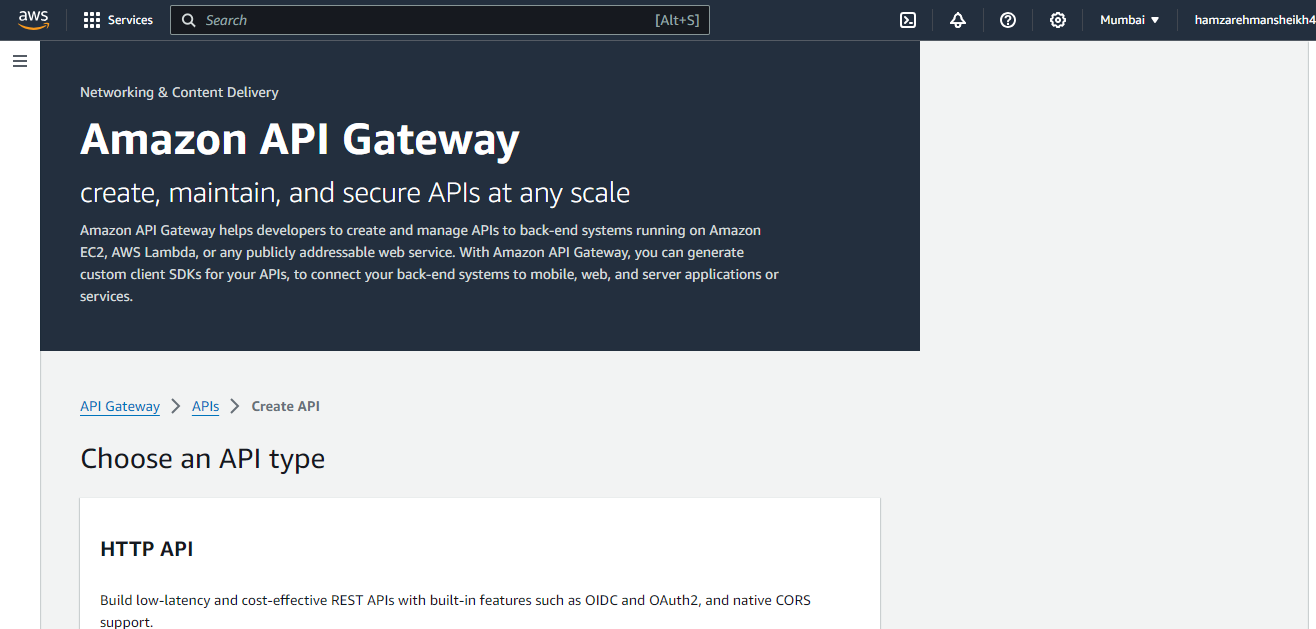 aws Services Search [Alt+S] Mumbai hamzarehmansheikh4
Networking & Content Delivery
Amazon API Gateway
create, maintain, and secure APIs at any scale
Amazon API Gateway helps developers to create and manage APIs to back-end systems running on Amazon
EC2, AWS Lambda, or any publicly addressable web service. With Amazon API Gateway, you can generate
custom client SDKs for your APIs, to connect your back-end systems to mobile, web, and server applications or
services.
API Gateway > APIs > Create API
Choose an API type
HTTP API
Build low-latency and cost-effective REST APIs with built-in features such as OIDC and OAuth2, and native CORS
support.